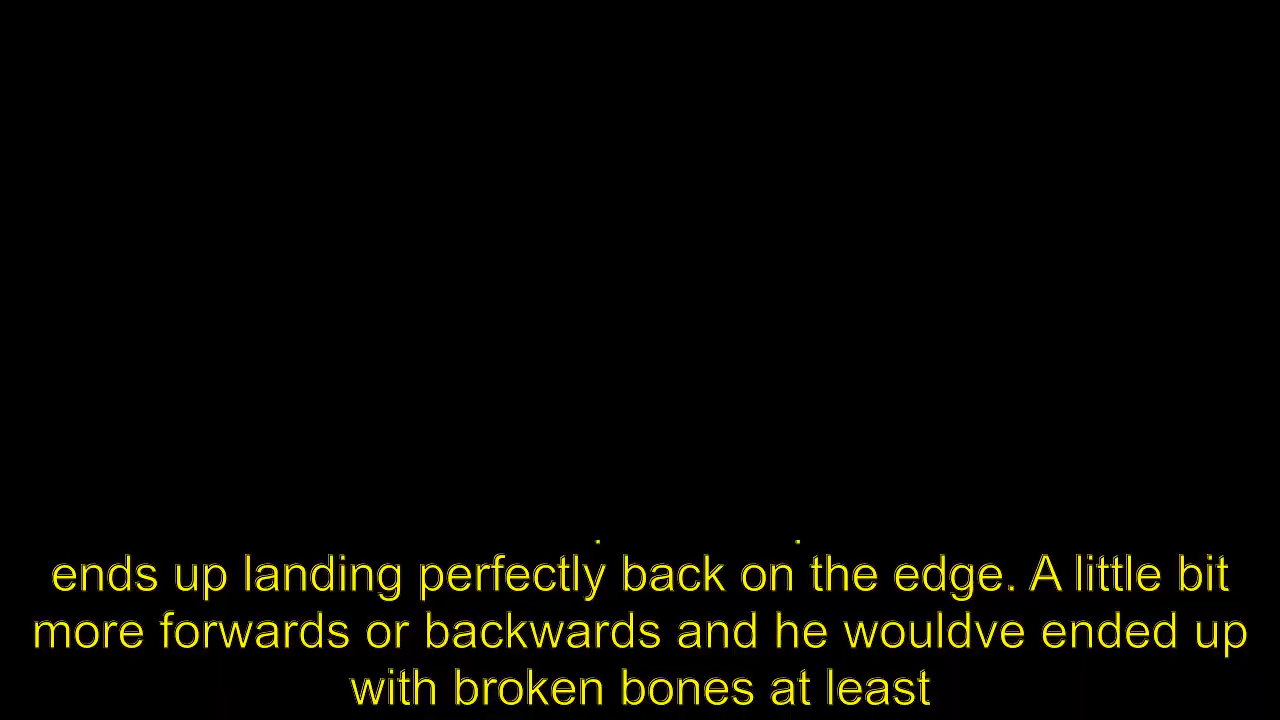 ends up landing perfectly back on the edge. A little bit
more forwards or backwards and he wouldve ended up
with broken bones at least